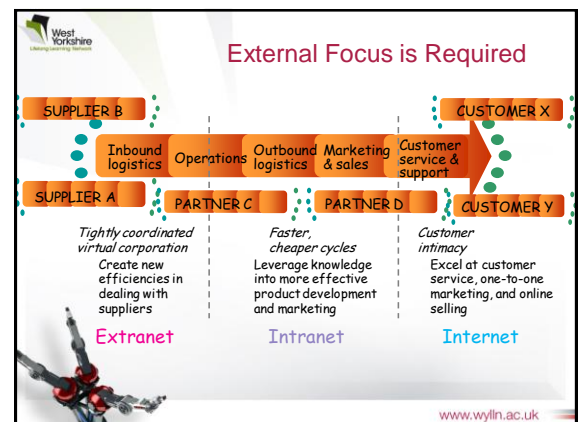 West
Yorkshire
Lifelong Learning Network
External Focus is Required
SUPPLIER B
CUSTOMER X
Inbound
logistics
Operations
Outbound
logistics
Marketing
& sales
Customer
service &
support
SUPPLIER A
PARTNER C
PARTNER D
CUSTOMER Y
Tightly coordinated
virtual corporation
Create new
efficiencies in
dealing with
suppliers
Extranet
Faster,
cheaper cycles
Leverage knowledge
into more effective
product development
and marketing
Intranet
Customer
intimacy
Excel at customer
service, one-to-one
marketing, and online
selling
Internet
www.wylln.ac.uk